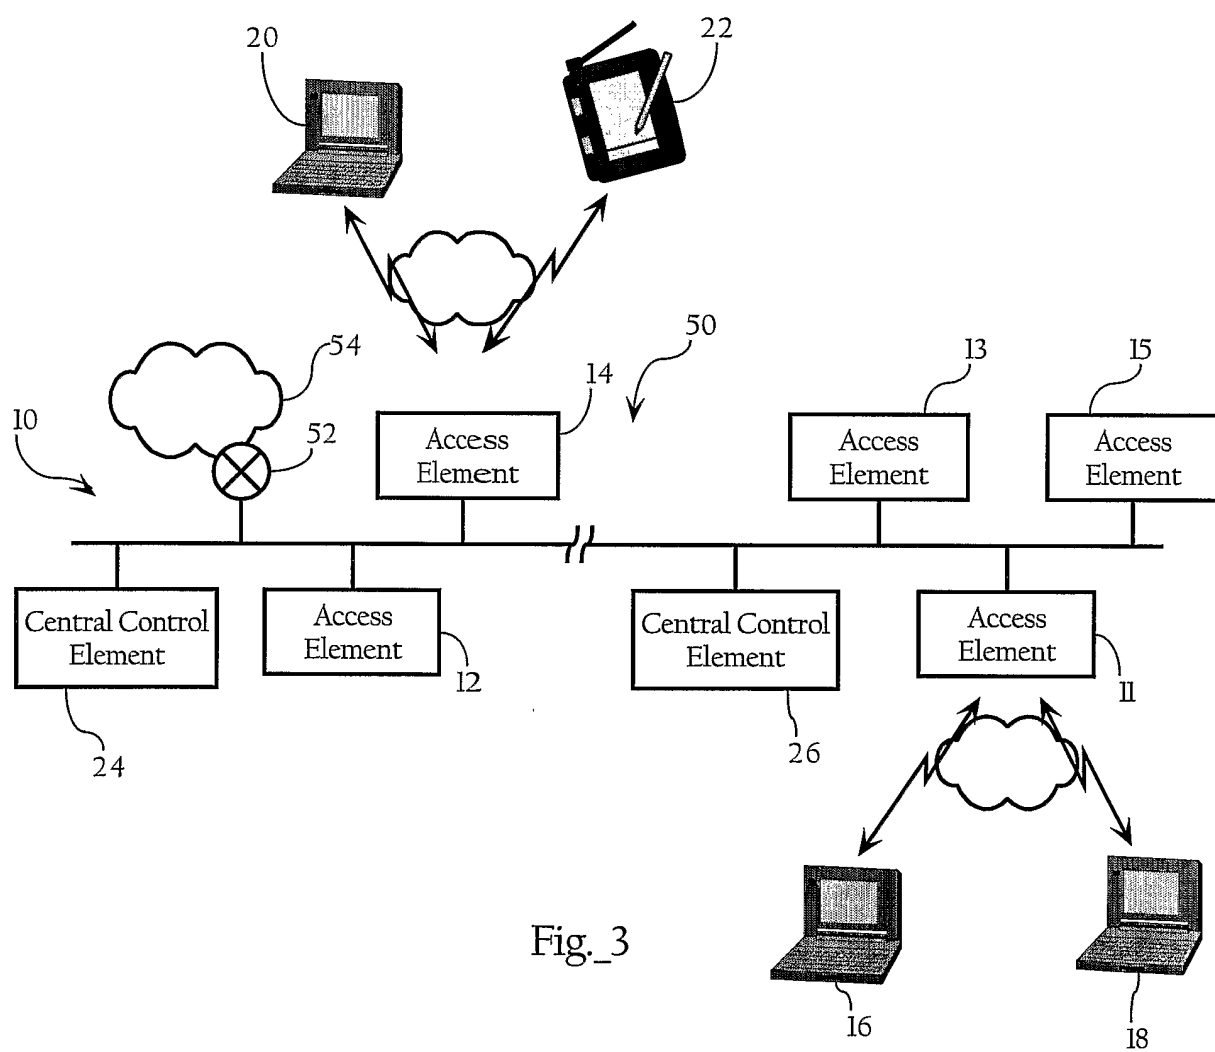 20
22
54
50
13
15
14
10
52
Access
Element
Access
Element
Access
Element
Central Control
Element
Access
Element
Central Control
Element
Access
Element
12
11
24
26
Fig._3
16
18